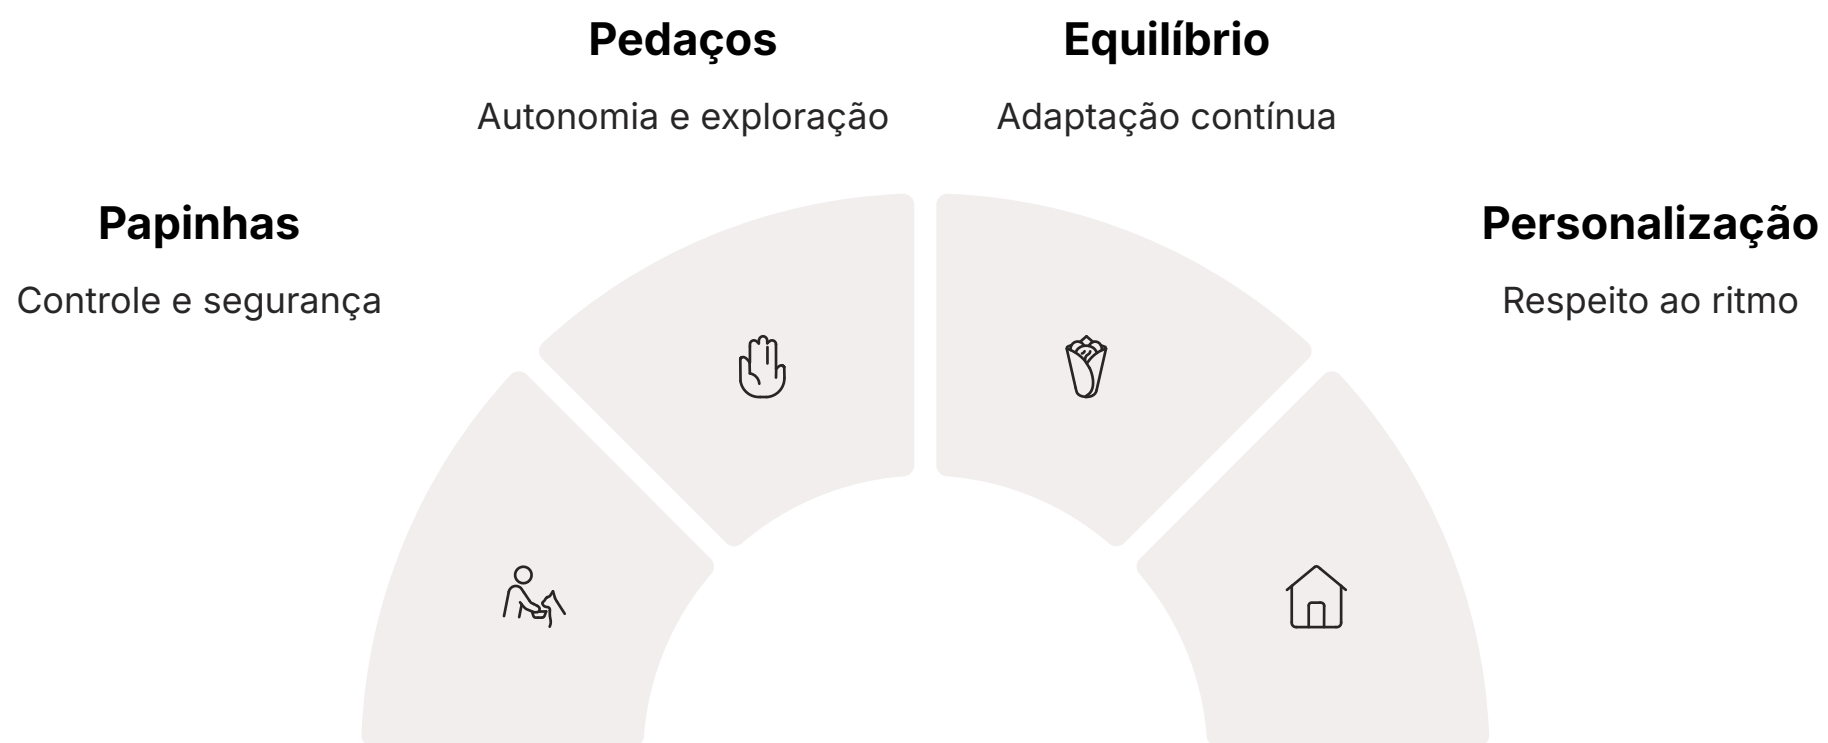 Papinhas
Controle e segurança
Pedaços
Autonomia e exploração
Equilíbrio
Adaptação contínua
Personalização
Respeito ao ritmo